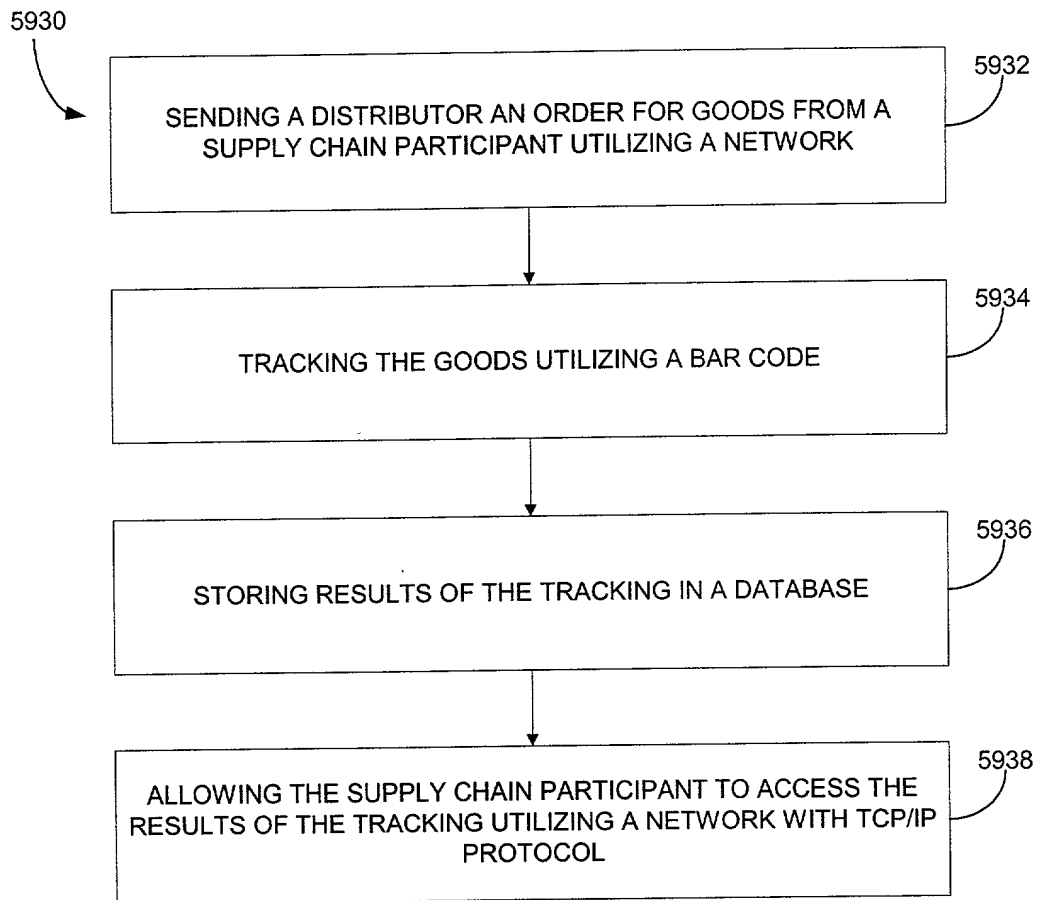 5930
5932
SENDING A DISTRIBUTOR AN ORDER FOR GOODS FROM A
SUPPLY CHAIN PARTICIPANT UTILIZING A NETWORK
5934
TRACKING THE GOODS UTILIZING A BAR CODE
5936
STORING RESULTS OF THE TRACKING IN A DATABASE
5938
ALLOWING THE SUPPLY CHAIN PARTICIPANT TO ACCESS THE
RESULTS OF THE TRACKING UTILIZING A NETWORK WITH TCP/IP
PROTOCOL